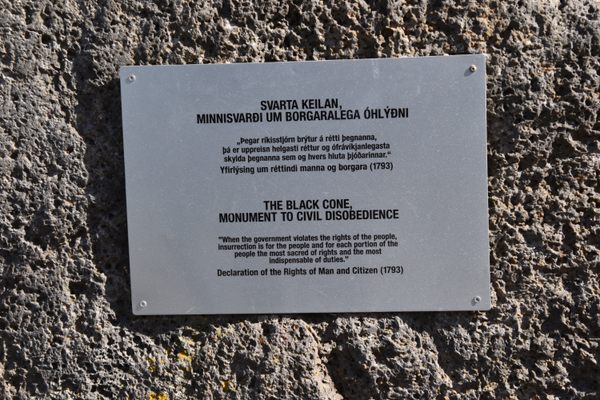 SVARTA KEILAN,
MINNISVARÐI UM BORGARALEGA ÓHLÝÐNI
„Þegar ríkisstjórn brýtur á rétti þegnanna,
þá er uppreisn helgasti réttur og ófrávíkjanlegasta
skylda þegnanna sem og hvers hluta þjóðarinnar.“
Yfirlýsing um réttindi manna og borgara (1793)
THE BLACK CONE,
MONUMENT TO CIVIL DISOBEDIENCE
"When the government violates the rights of the people,
insurrection is for the people and for each portion of the
people the most sacred of rights and the most
indispensable of duties."
Declaration of the Rights of Man and Citizen (1793)